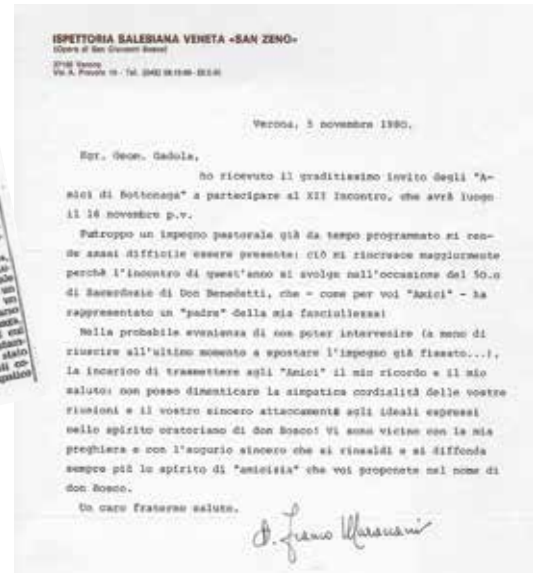 ISPETTORIA SALESIANA VENETA «SAN ZENO»
(Opera di San Giovanni Bosco)
Verona
Via A. Provolo
Verona, 5 novembre 1980.
Egr. Geom. Gadola,
ho ricevuto il graditissimo invito degli "A-
mici di Bottonaga" a partecipare al XII Incontro, che avrà luogo
il 16 novembre p.v.
Putroppo un impegno pastorale già da tempo programmato mi ren-
de assai difficile essere presente: ciò mi rincresce maggiormente
perchè l'incontro di quest'anno si svolge nell'occasione del 50.o
di Sacerdozio di Don Benedetti, che - come per voi "Amici" - ha
rappresentato un "padre" della mia fanciullezza!
Nella probabile evenienza di non poter intervenire (a meno di
riuscire all'ultimo momento a spostare l'impegno già fissato...),
la incarico di trasmettere agli "Amici" il mio ricordo e il mio
saluto: non posso dimenticare la simpatica cordialità delle vostre
riunioni e il vostro sincero attaccamento agli ideali espressi
nello spirito oratoriano di don Bosco! Vi sono vicino con la mia
preghiera e con l'augurio sincero che si rinsaldi e si diffonda
sempre più lo spirito di "amicizia" che voi proponete nel nome di
don Bosco.
Un caro fraterno saluto.
D. Franco